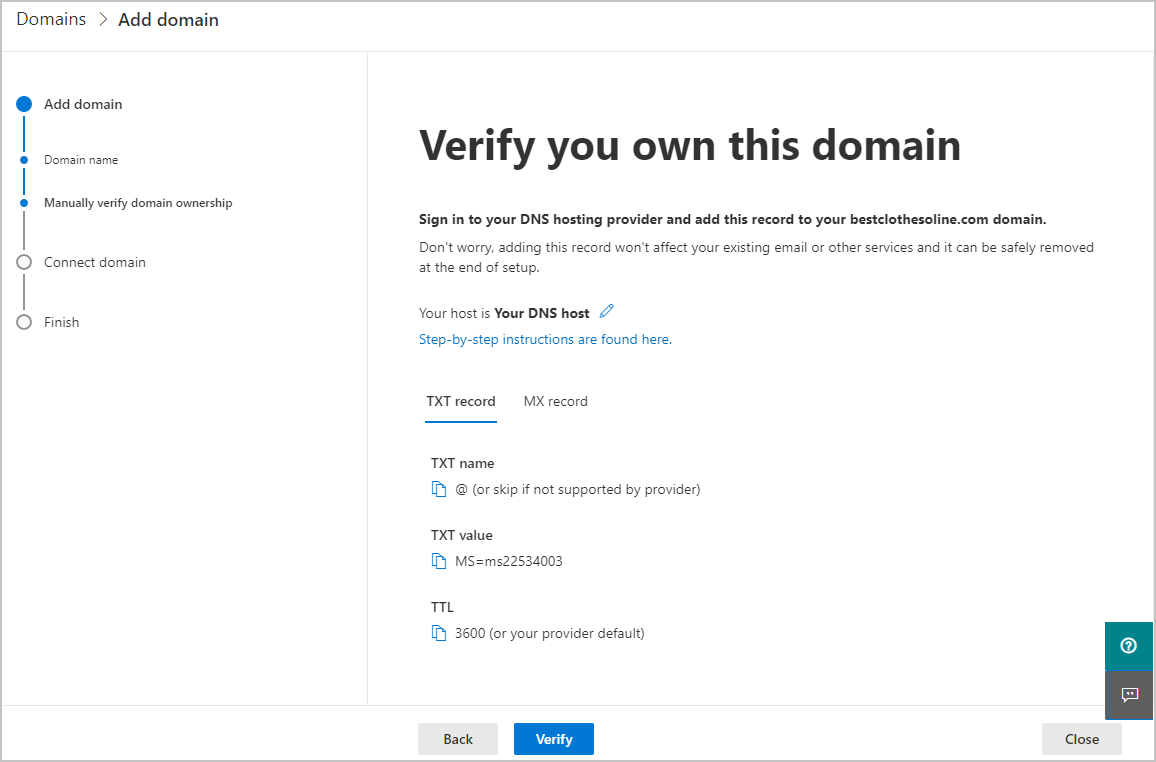 Domains > Add domain
Add domain
Domain name
Manually verify domain ownership
Connect domain
Finish
Verify you own this domain
Sign in to your DNS hosting provider and add this record to your bestclothesoline.com domain.
Don't worry, adding this record won't affect your existing email or other services and it can be safely removed
at the end of setup.
Your host is Your DNS host
Step-by-step instructions are found here.
TXT record MX record
TXT name
@ (or skip if not supported by provider)
TXT value
MS=ms22534003
TTL
3600 (or your provider default)
Back Verify Close